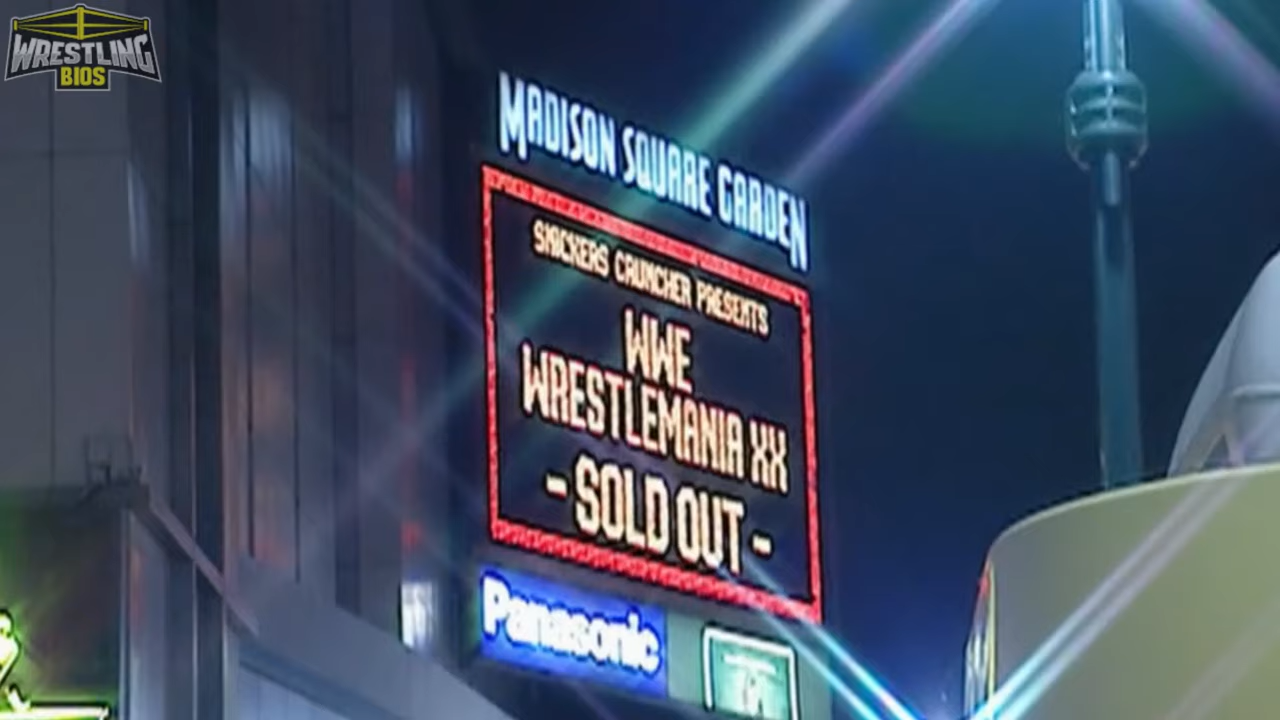 WRESTLING
BIOS
MADISON SQUARE GARDEN
SNICKERS CRUNCHER PRESENTS
WWE
WRESTLEMANIA XX
- SOLD OUT -
Panasonic